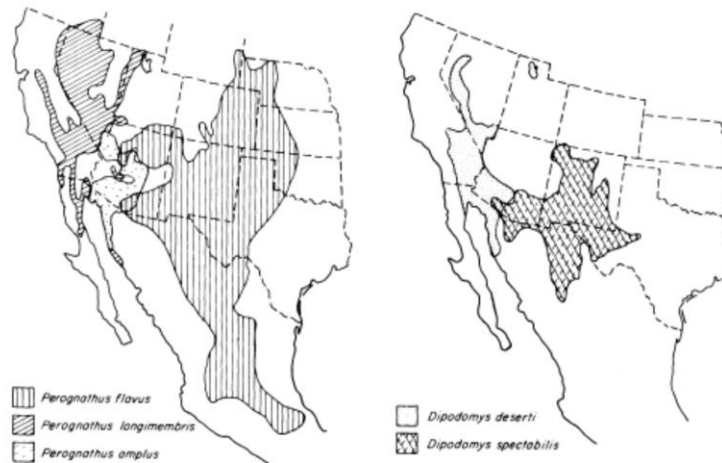 Perognathus flavus
Perognathus longimembris
Perognathus amplus
Dipodomys deserti
Dipodomys spectabilis